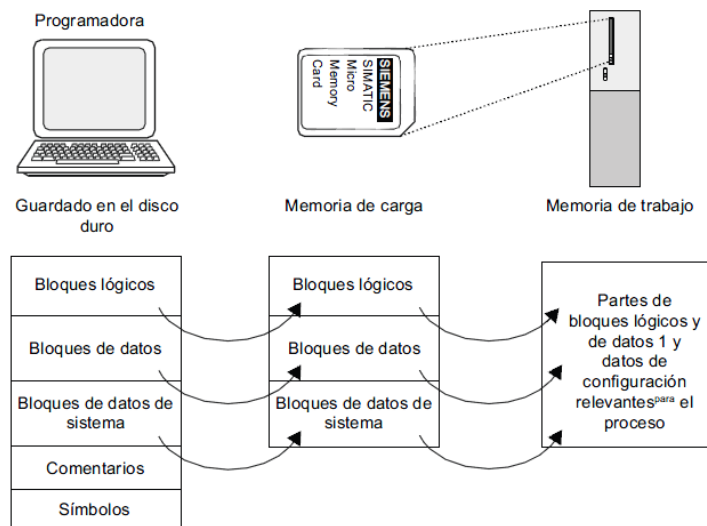 Programadora
SIEMENS
SIMATIC
Micro
Memory
Card
Guardado en el disco
duro
Memoria de carga
Memoria de trabajo
Bloques lógicos
Bloques de datos
Bloques de datos de
sistema
Comentarios
Símbolos
Bloques lógicos
Bloques de datos
Bloques de datos de
sistema
Partes de
bloques lógicos y
de datos 1 y
datos de
configuración
relevantespara el
proceso